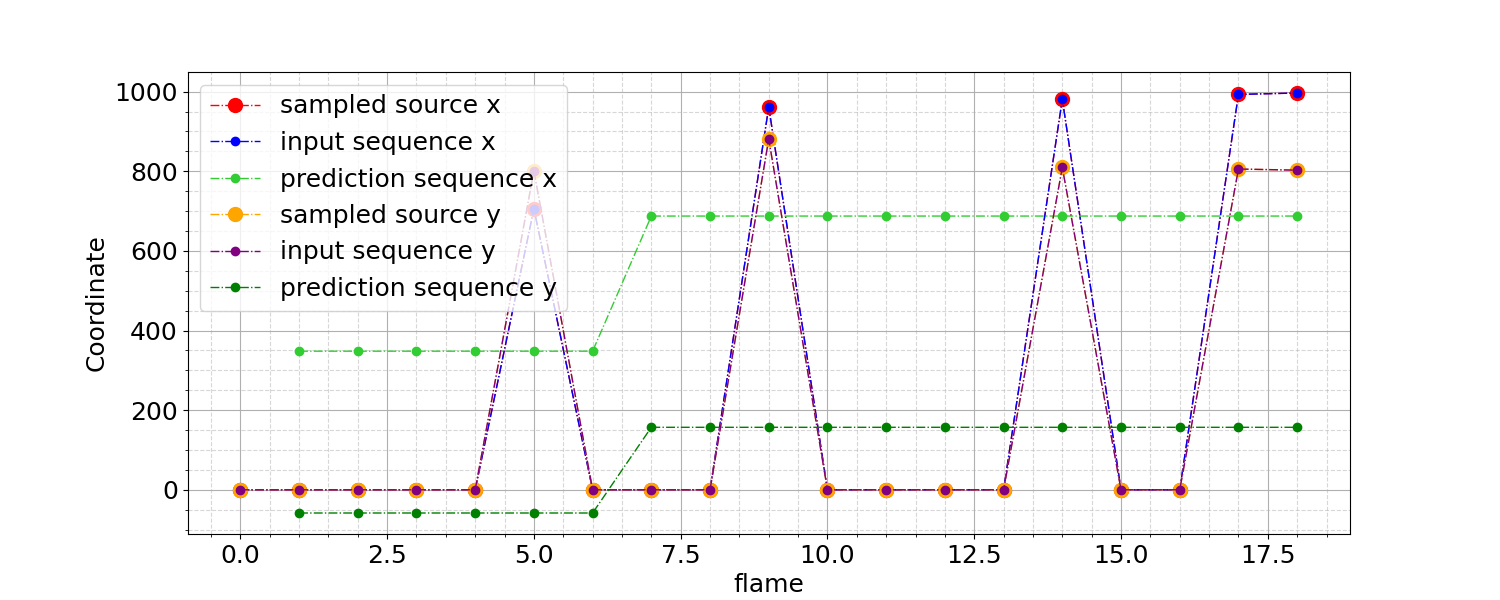 1000
800
600
400
200
0
Coordinate
sampled source x
input sequence x
prediction sequence x
sampled source y
input sequence y
prediction sequence y
0.0 2.5 5.0 7.5 10.0 12.5 15.0 17.5
flame